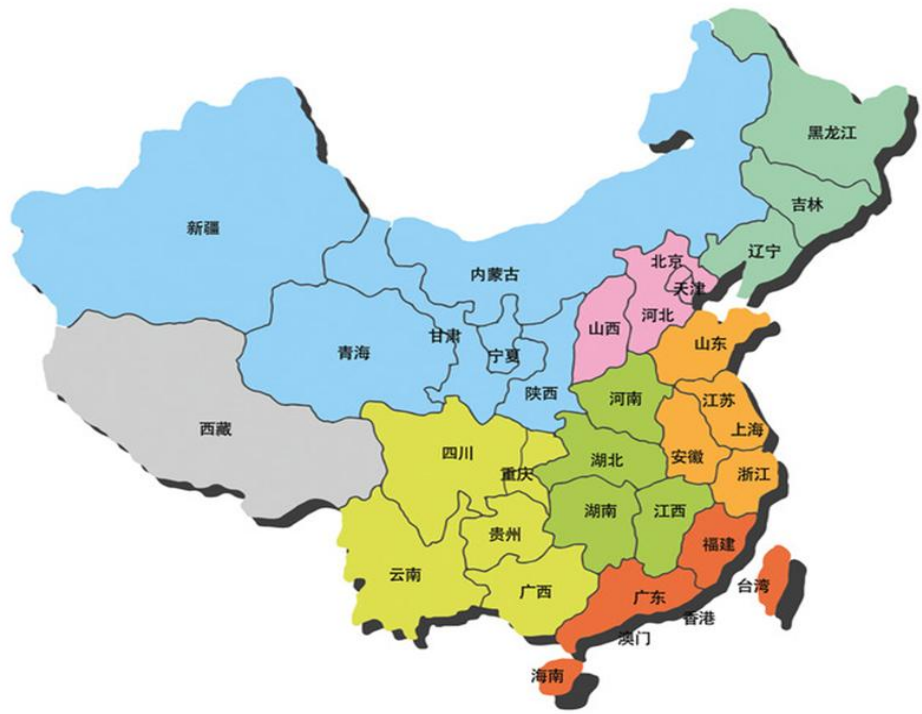 黑龙江
吉林
辽宁
新疆
内蒙古
北京
天津
河北
山西
山东
甘肃
宁夏
青海
陕西
河南
江苏
上海
西藏
四川
重庆
湖北
安徽
浙江
湖南
江西
贵州
福建
云南
广西
广东
台湾
香港
澳门
海南